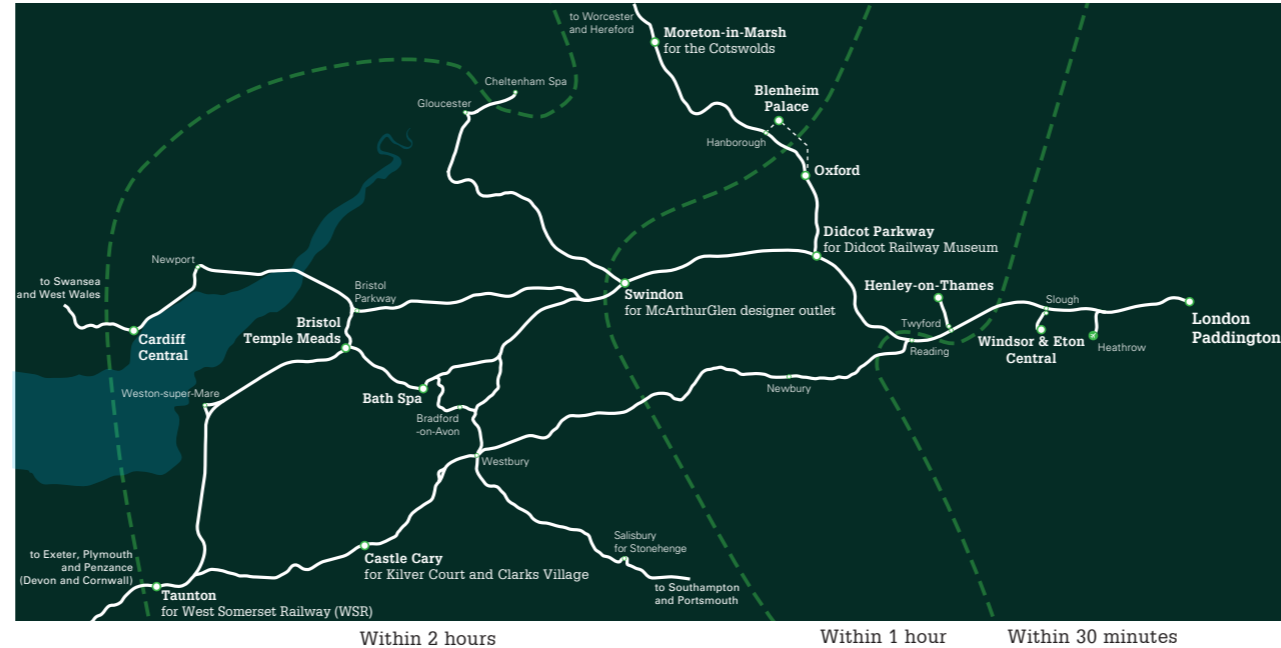 to Worcester
and Hereford
Moreton-in-Marsh
for the Cotswolds
Cheltenham Spa
Gloucester
Blenheim
Palace
Hanborough
Oxford
Didcot Parkway
for Didcot Railway Museum
Newport
to Swansea
and West Wales
Bristol
Parkway
Swindon
for McArthurGlen designer outlet
Henley-on-Thames
Slough
London
Paddington
Cardiff
Central
Bristol
Temple Meads
Twyford
Reading
Windsor & Eton
Central
Heathrow
Weston-super-Mare
Bath Spa
Newbury
Bradford
-on-Avon
Westbury
Salisbury
for Stonehenge
to Exeter, Plymouth
and Penzance
(Devon and Cornwall)
Castle Cary
for Kilver Court and Clarks Village
to Southampton
and Portsmouth
Taunton
for West Somerset Railway (WSR)
Within 2 hours
Within 1 hour
Within 30 minutes